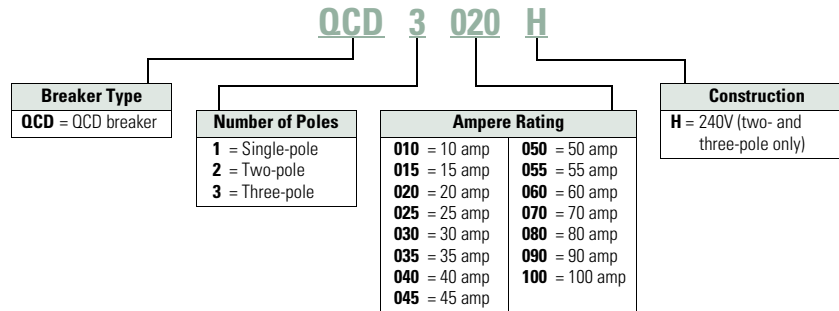 QCD 3 020 H
Breaker Type
QCD = QCD breaker
Number of Poles
1 = Single-pole
2 = Two-pole
3 = Three-pole
Ampere Rating
010 = 10 amp
015 = 15 amp
020 = 20 amp
025 = 25 amp
030 = 30 amp
035 = 35 amp
040 = 40 amp
045 = 45 amp
050 = 50 amp
055 = 55 amp
060 = 60 amp
070 = 70 amp
080 = 80 amp
090 = 90 amp
100 = 100 amp
Construction
H = 240V (two- and
three-pole only)